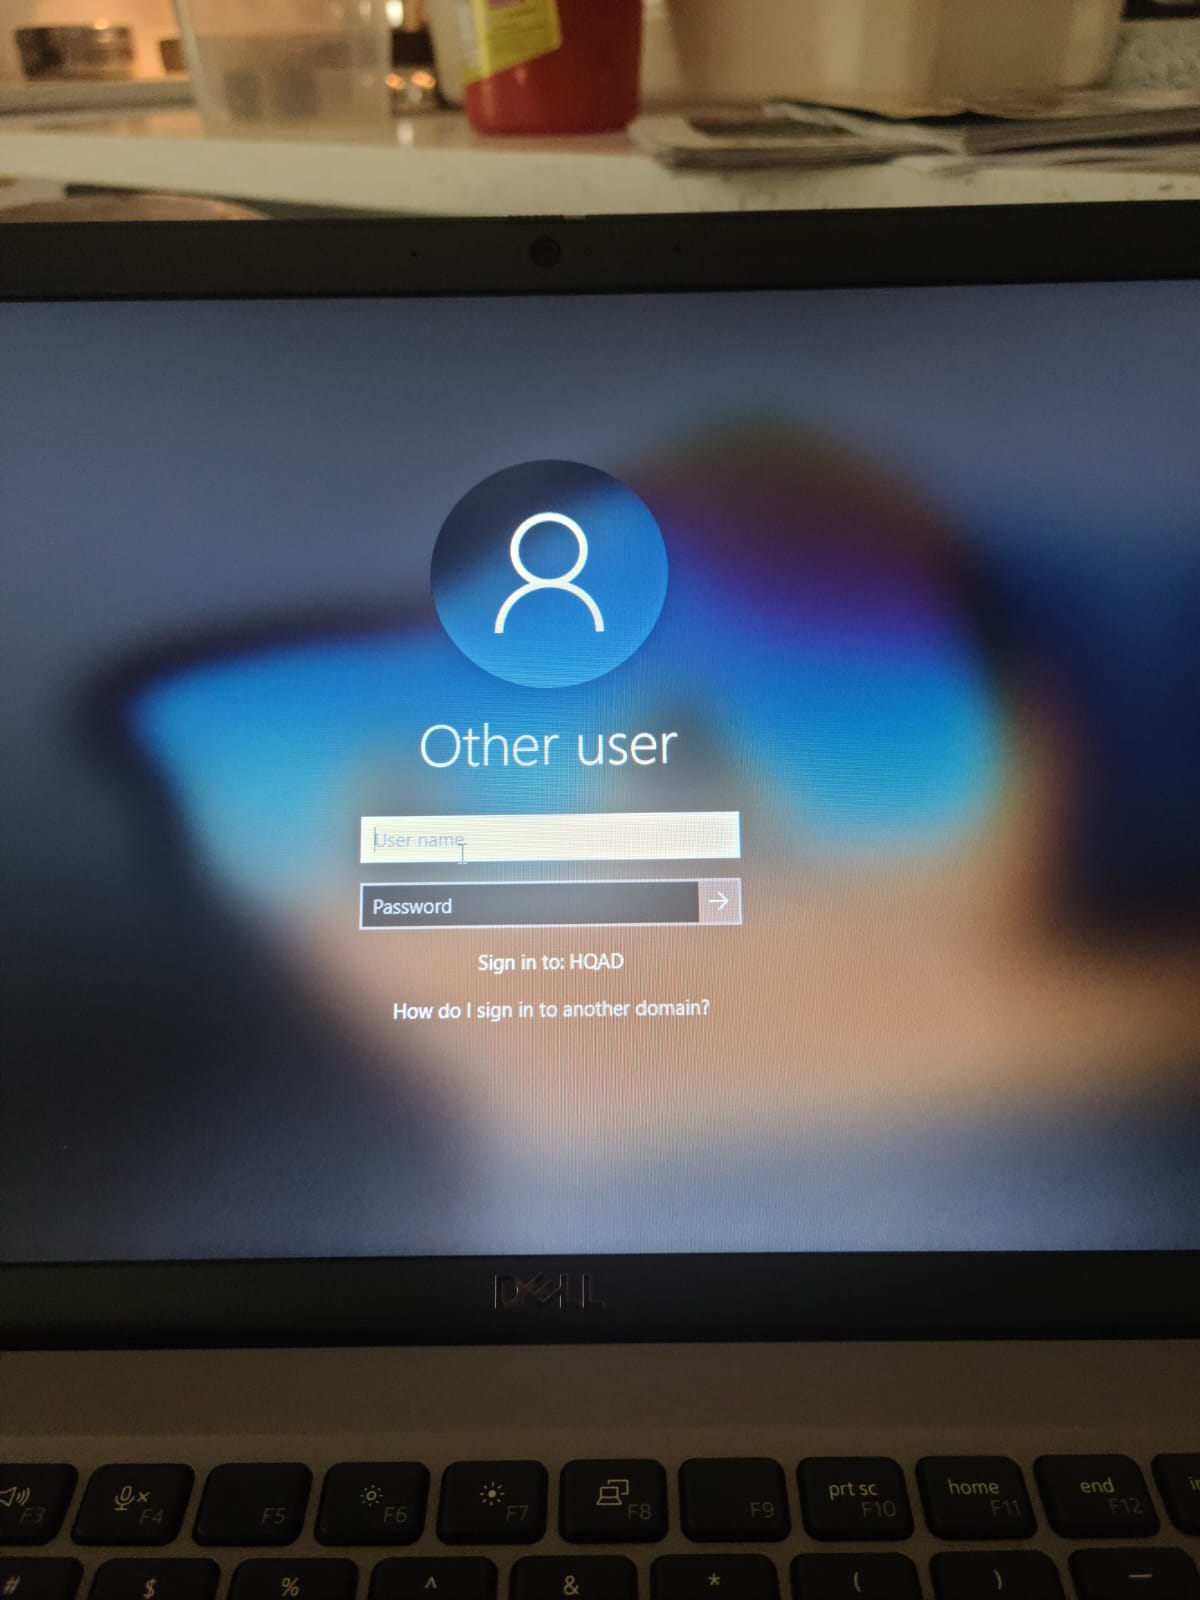 Other user
User name
Password
Sign in to: HQAD
How do I sign in to another domain?
DELL
F3
F4
F5
F6
F7
F8
F9
prt sc
F10
home
F11
end
F12
#
$
%
^
&
*
(
)